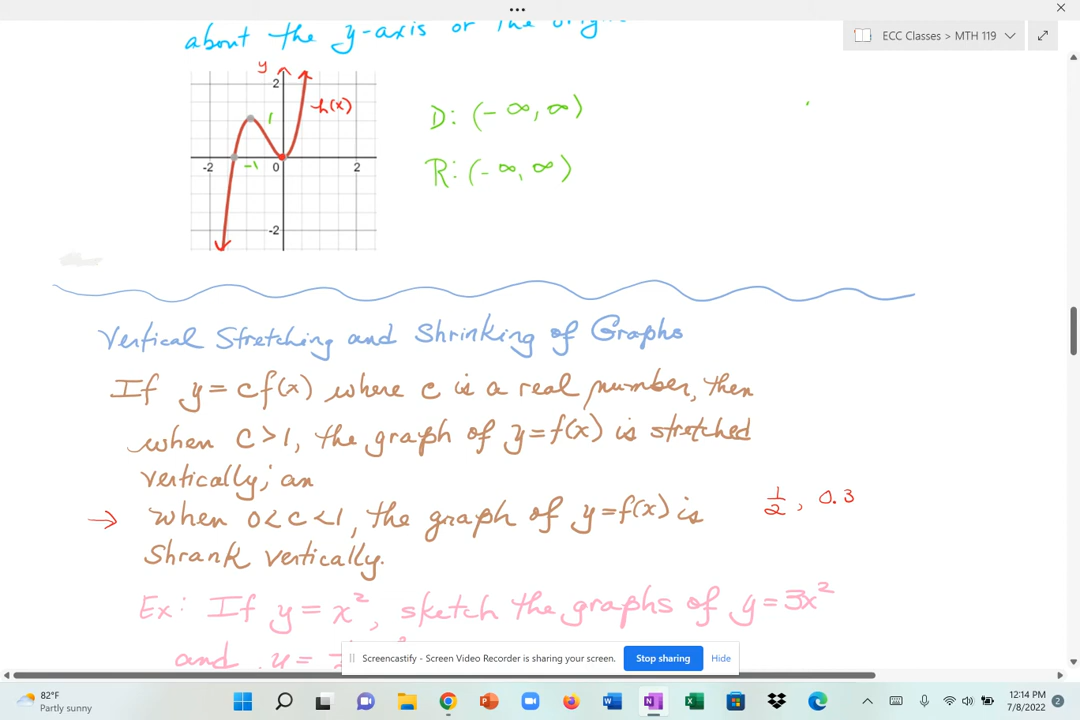 ECC Classes > MTH 119
about the y-axis or the origin
y
2
h(x)
1
-2
-1
0
2
-2
D: (-∞, ∞)
R: (-∞, ∞)
Vertical Stretching and Shrinking of Graphs
If y = cf(x) where c is a real number, then
when c>1, the graph of y=f(x) is stretched
vertically; an
→ when 0<c<1, the graph of y=f(x) is
1/2, 0.3
Shrank vertically.
Ex: If y = x², sketch the graphs of y = 3x²
and y =
Screencastify - Screen Video Recorder is sharing your screen.
Stop sharing
Hide
82°F
Partly sunny
12:14 PM
7/8/2022
2